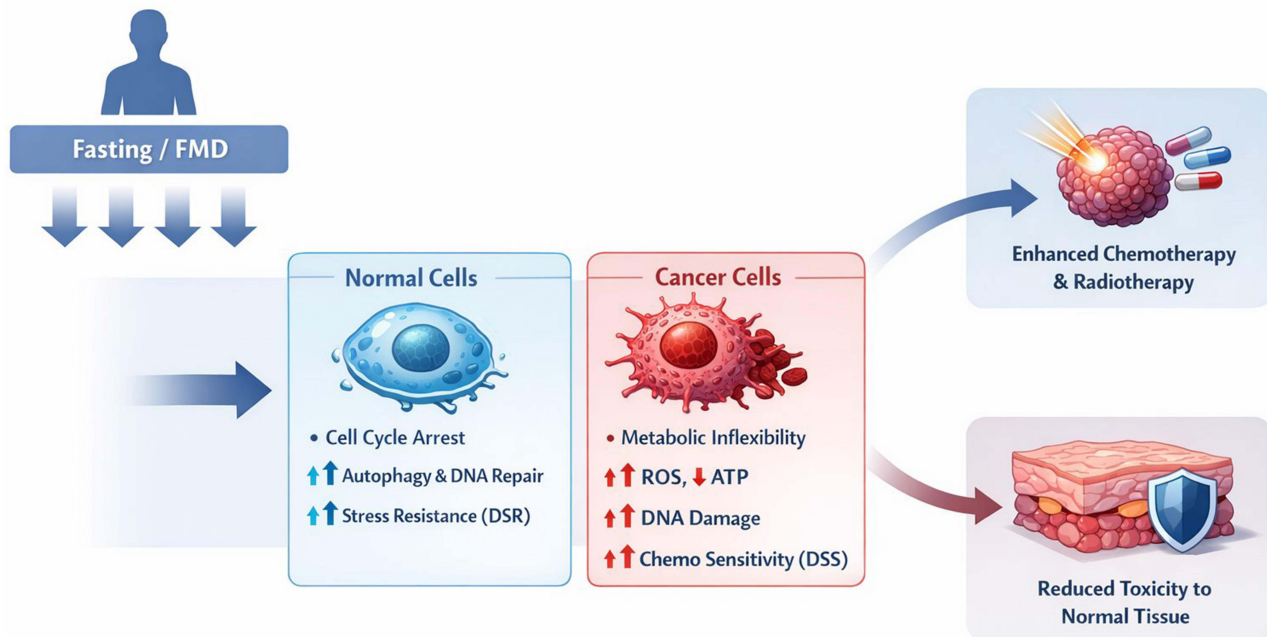 Fasting / FMD
Normal Cells
• Cell Cycle Arrest
Autophagy & DNA Repair
Stress Resistance (DSR)
Cancer Cells
• Metabolic Inflexibility
ROS, ATP
DNA Damage
Chemo Sensitivity (DSS)
Enhanced Chemotherapy
& Radiotherapy
Reduced Toxicity to
Normal Tissue